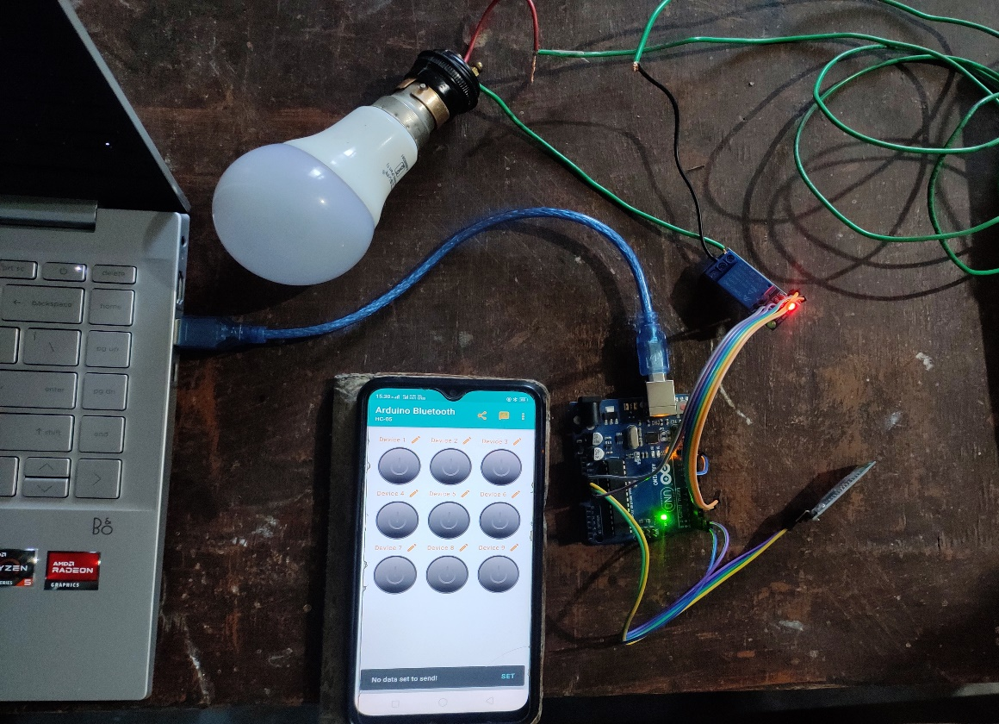 prt sc
delete
← backspace
home
pg up
enter
pg dn
↑ shift
end
B&O
RYZEN
5
AMD
RADEON
GRAPHICS
15:30
Arduino Bluetooth
HC-05
Device 1
Device 2
Device 3
Device 4
Device 5
Device 6
Device 7
Device 8
Device 9
No data set to send!
SET
UNO